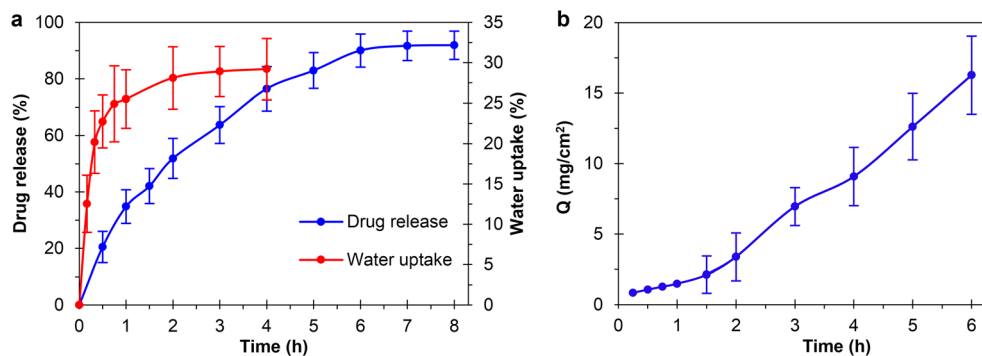 a
Drug release (%)
100
80
60
40
20
0
Water uptake (%)
35
30
25
20
15
10
5
0
Drug release
Water uptake
0 1 2 3 4 5 6 7 8
Time (h)
b
Q (mg/cm²)
20
15
10
5
0
0 1 2 3 4 5 6
Time (h)